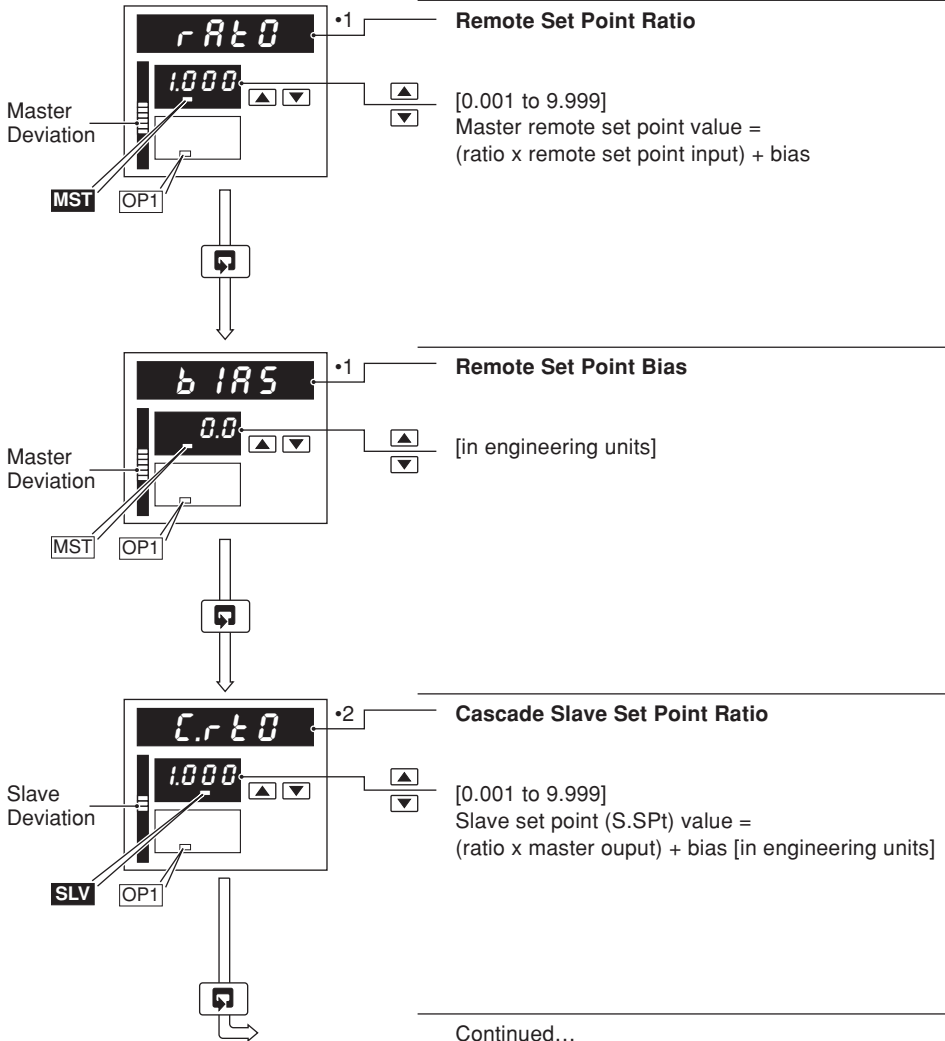 rAtO
•1
Remote Set Point Ratio
1.000
[0.001 to 9.999]
Master remote set point value =
(ratio x remote set point input) + bias
Master
Deviation
MST
OP1
bIAS
•1
Remote Set Point Bias
0.0
[in engineering units]
Master
Deviation
MST
OP1
C.rtO
•2
Cascade Slave Set Point Ratio
1.000
[0.001 to 9.999]
Slave set point (S.SPt) value =
(ratio x master ouput) + bias [in engineering units]
Slave
Deviation
SLV
OP1
Continued…